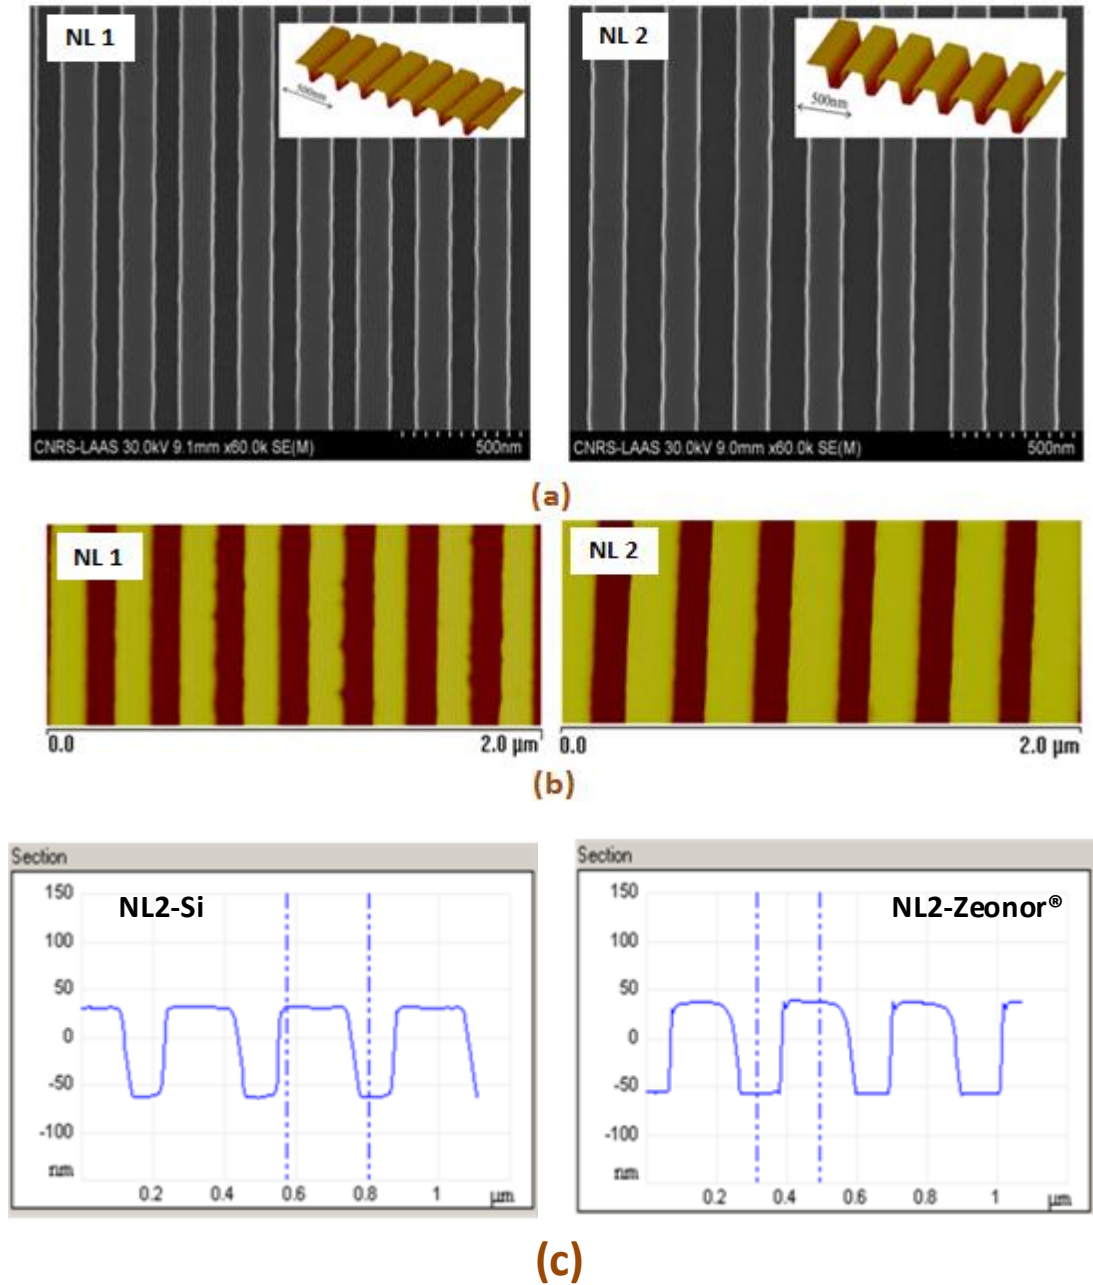 NL 1
500nm
CNRS-LAAS 30.0kV 9.1mm x60.0k SE(M)
500nm
NL 2
500nm
CNRS-LAAS 30.0kV 9.0mm x60.0k SE(M)
500nm
(a)
NL 1
0.0
2.0 µm
NL 2
0.0
2.0 µm
(b)
Section
NL2-Si
150
100
50
0
-50
-100
nm
0.2
0.4
0.6
0.8
1
µm
Section
NL2-Zeonor®
150
100
50
0
-50
-100
nm
0.2
0.4
0.6
0.8
1
µm
(c)